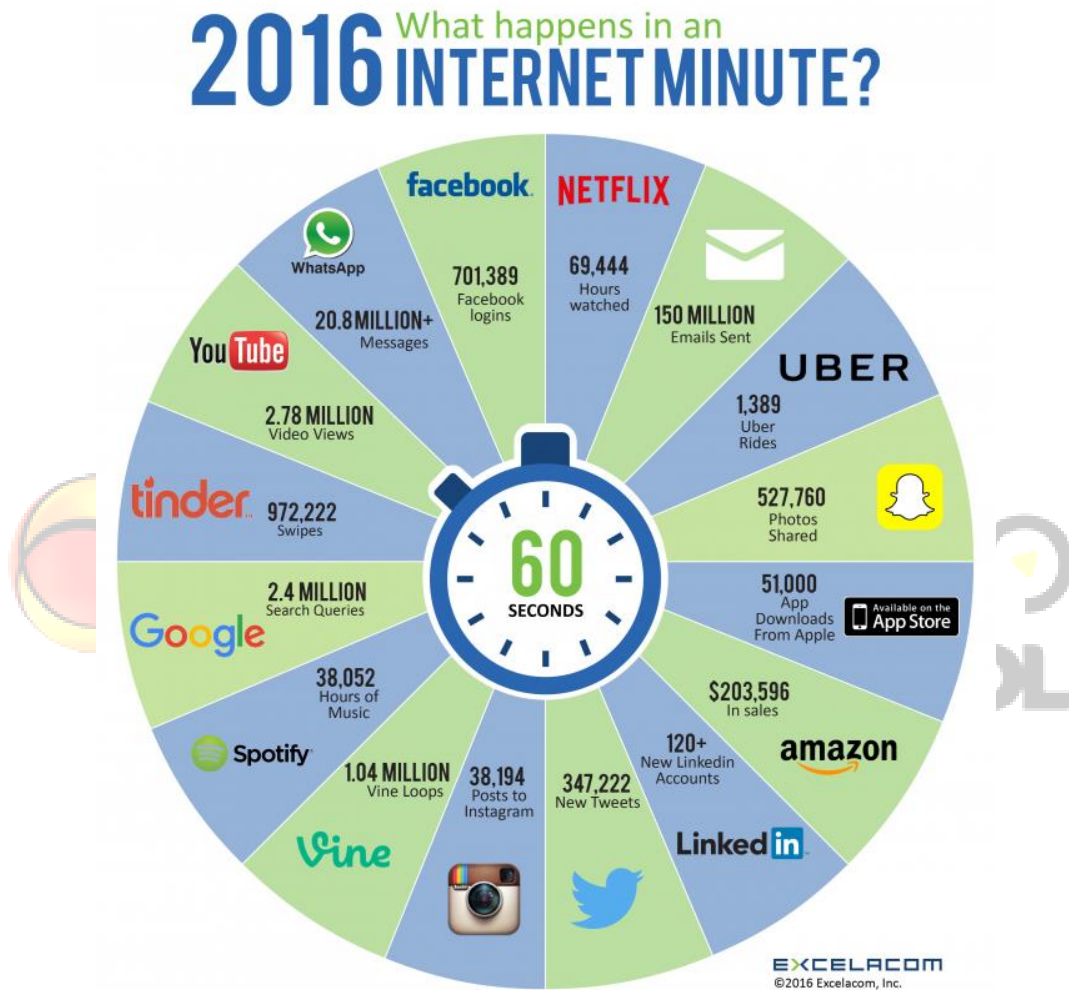 2016 What happens in an
INTERNET MINUTE?
facebook
701,389
Facebook
logins
NETFLIX
69,444
Hours
watched
150 MILLION
Emails Sent
UBER
1,389
Uber
Rides
527,760
Photos
Shared
51,000
App
Downloads
From Apple
Available on the
App Store
$203,596
In sales
amazon
120+
New Linkedin
Accounts
Linked in
347,222
New Tweets
38,194
Posts to
Instagram
1.04 MILLION
Vine Loops
Vine
38,052
Hours of
Music
Spotify
2.4 MILLION
Search Queries
Google
tinder
972,222
Swipes
You Tube
2.78 MILLION
Video Views
WhatsApp
20.8 MILLION+
Messages
60
SECONDS
EXCELACOM
©2016 Excelacom, Inc.